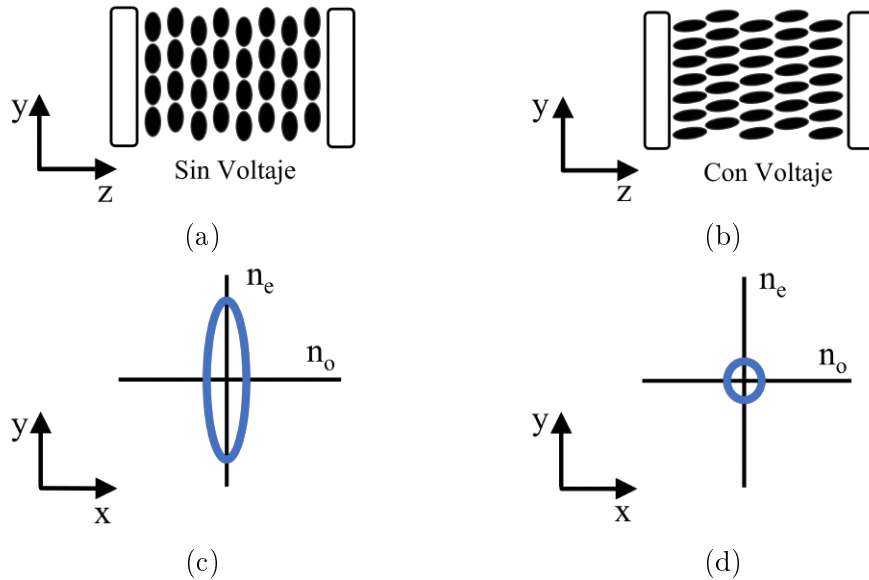 y
z
Sin Voltaje
(a)
y
z
Con Voltaje
(b)
n_e
n_o
y
x
(c)
n_e
n_o
y
x
(d)